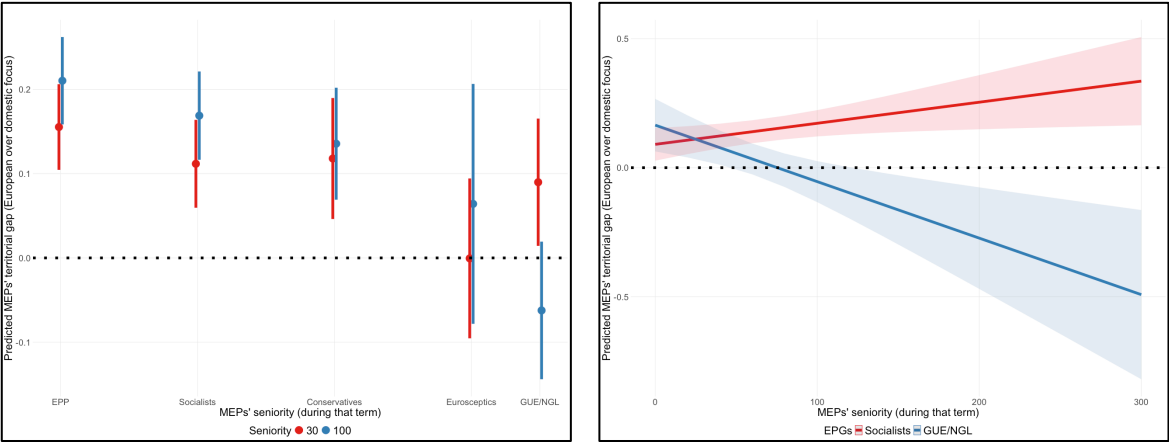 Predicted MEPs' territorial gap (European over domestic focus)
0.2
0.1
0.0
-0.1
EPP
Socialists
Conservatives
Eurosceptics
GUE/NGL
MEPs' seniority (during that term)
Seniority 30 100
Predicted MEPs' territorial gap (European over domestic focus)
0.5
0.0
-0.5
0
100
200
300
MEPs' seniority (during that term)
EPGs Socialists GUE/NGL